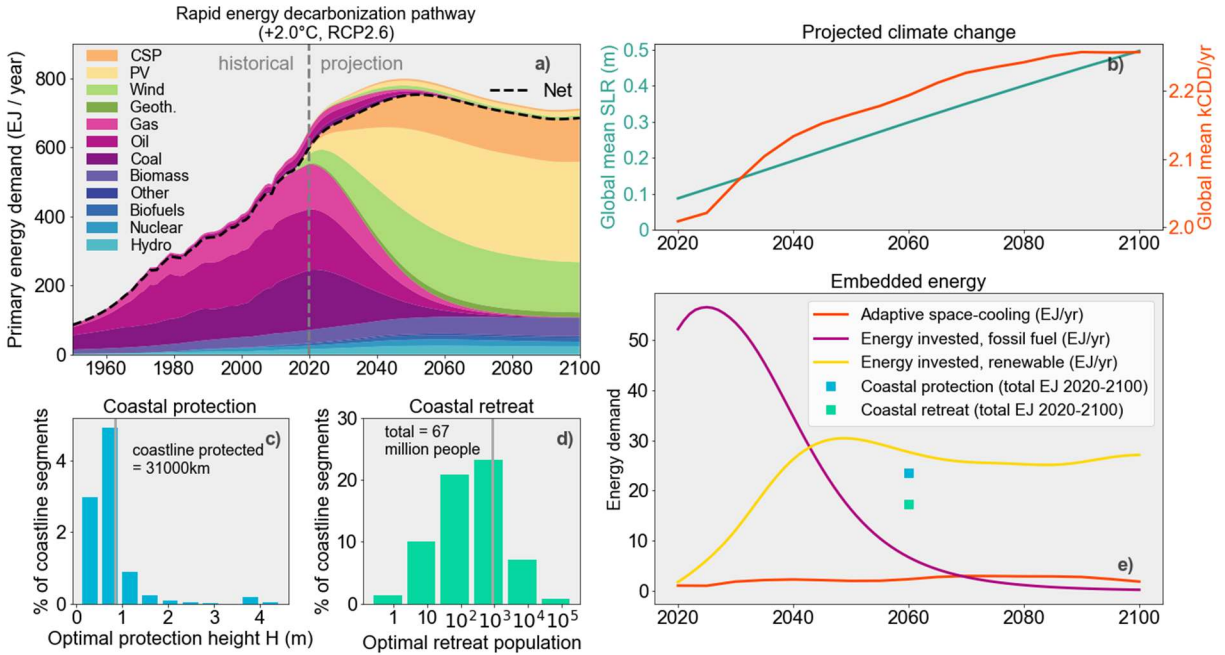 Rapid energy decarbonization pathway
(+2.0°C, RCP2.6)
Primary energy demand (EJ / year)
800
600
400
200
0
1960
1980
2000
2020
2040
2060
2080
2100
CSP
PV
Wind
Geoth.
Gas
Oil
Coal
Biomass
Other
Biofuels
Nuclear
Hydro
historical
projection
a)
Net
Projected climate change
Global mean SLR (m)
0.5
0.4
0.3
0.2
0.1
0
b)
2.22
2.11
2.0
Global mean kCDD/yr
2020
2040
2060
2080
2100
Coastal protection
% of coastline segments
4
2
0
coastline protected
= 31000km
c)
0
1
2
3
4
Optimal protection height H (m)
Coastal retreat
% of coastline segments
30
20
10
0
total = 67
million people
d)
1
10
10²
10³
10⁴
10⁵
Optimal retreat population
Embedded energy
Energy demand
50
40
30
20
10
0
Adaptive space-cooling (EJ/yr)
Energy invested, fossil fuel (EJ/yr)
Energy invested, renewable (EJ/yr)
Coastal protection (total EJ 2020-2100)
Coastal retreat (total EJ 2020-2100)
e)
2020
2040
2060
2080
2100